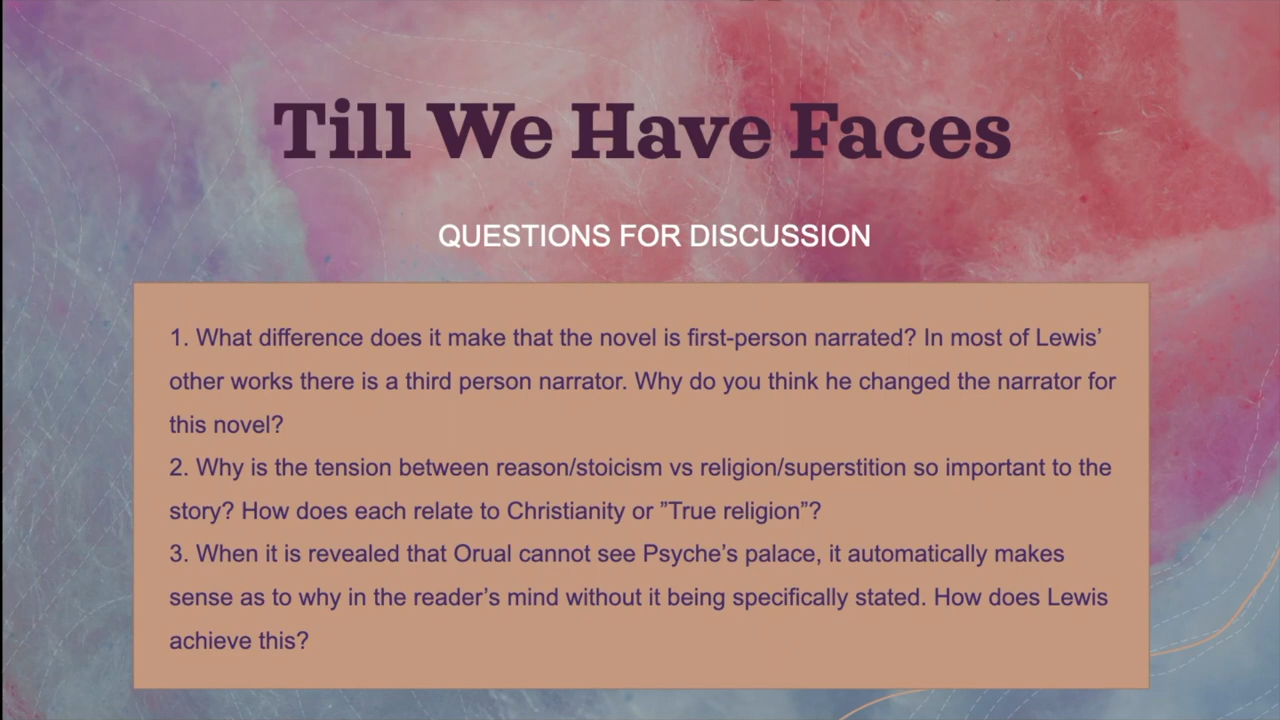 Till We Have Faces
QUESTIONS FOR DISCUSSION
1. What difference does it make that the novel is first-person narrated? In most of Lewis’
other works there is a third person narrator. Why do you think he changed the narrator for
this novel?
2. Why is the tension between reason/stoicism vs religion/superstition so important to the
story? How does each relate to Christianity or ”True religion”?
3. When it is revealed that Orual cannot see Psyche’s palace, it automatically makes
sense as to why in the reader’s mind without it being specifically stated. How does Lewis
achieve this?